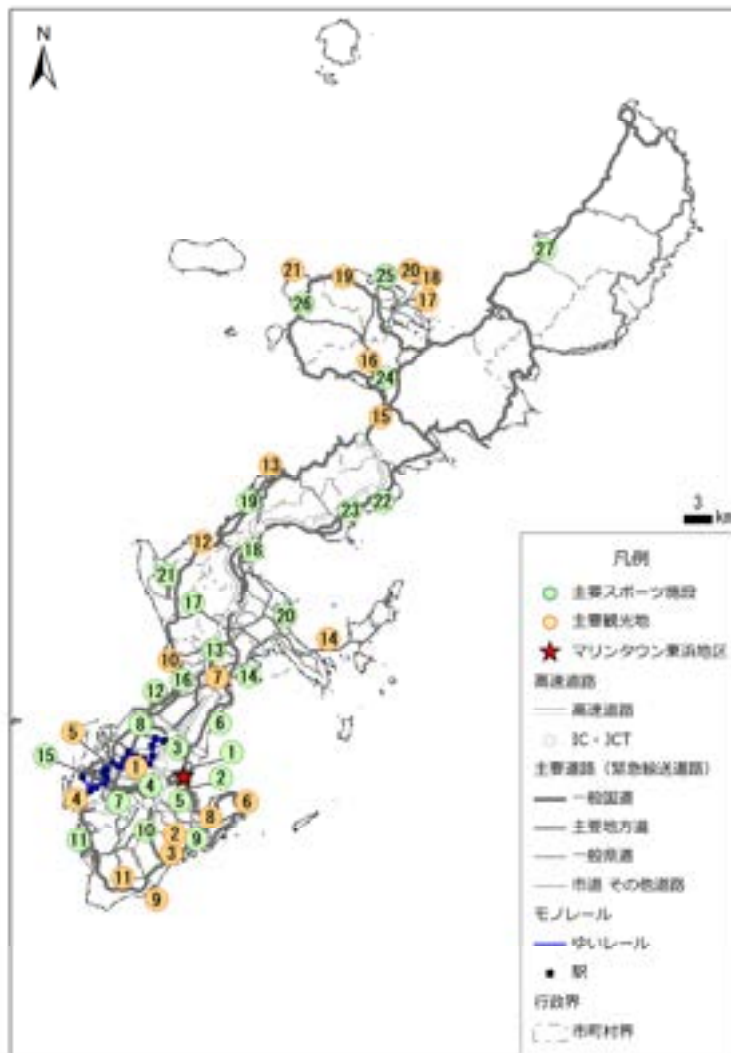 N
27
21
19
25
20
18
17
26
16
24
15
13
19
22
23
12
18
21
17
20
14
10
13
16
7
14
12
8
6
5
3
1
15
1
4
2
4
7
5
6
8
10
2
9
11
3
11
9
3
km
凡例
主要スポーツ施設
主要観光地
マリンタウン東浜地区
高速道路
高速道路
IC・JCT
主要道路（緊急輸送道路）
一般国道
主要地方道
一般県道
市道 その他道路
モノレール
ゆいレール
駅
行政界
市町村界